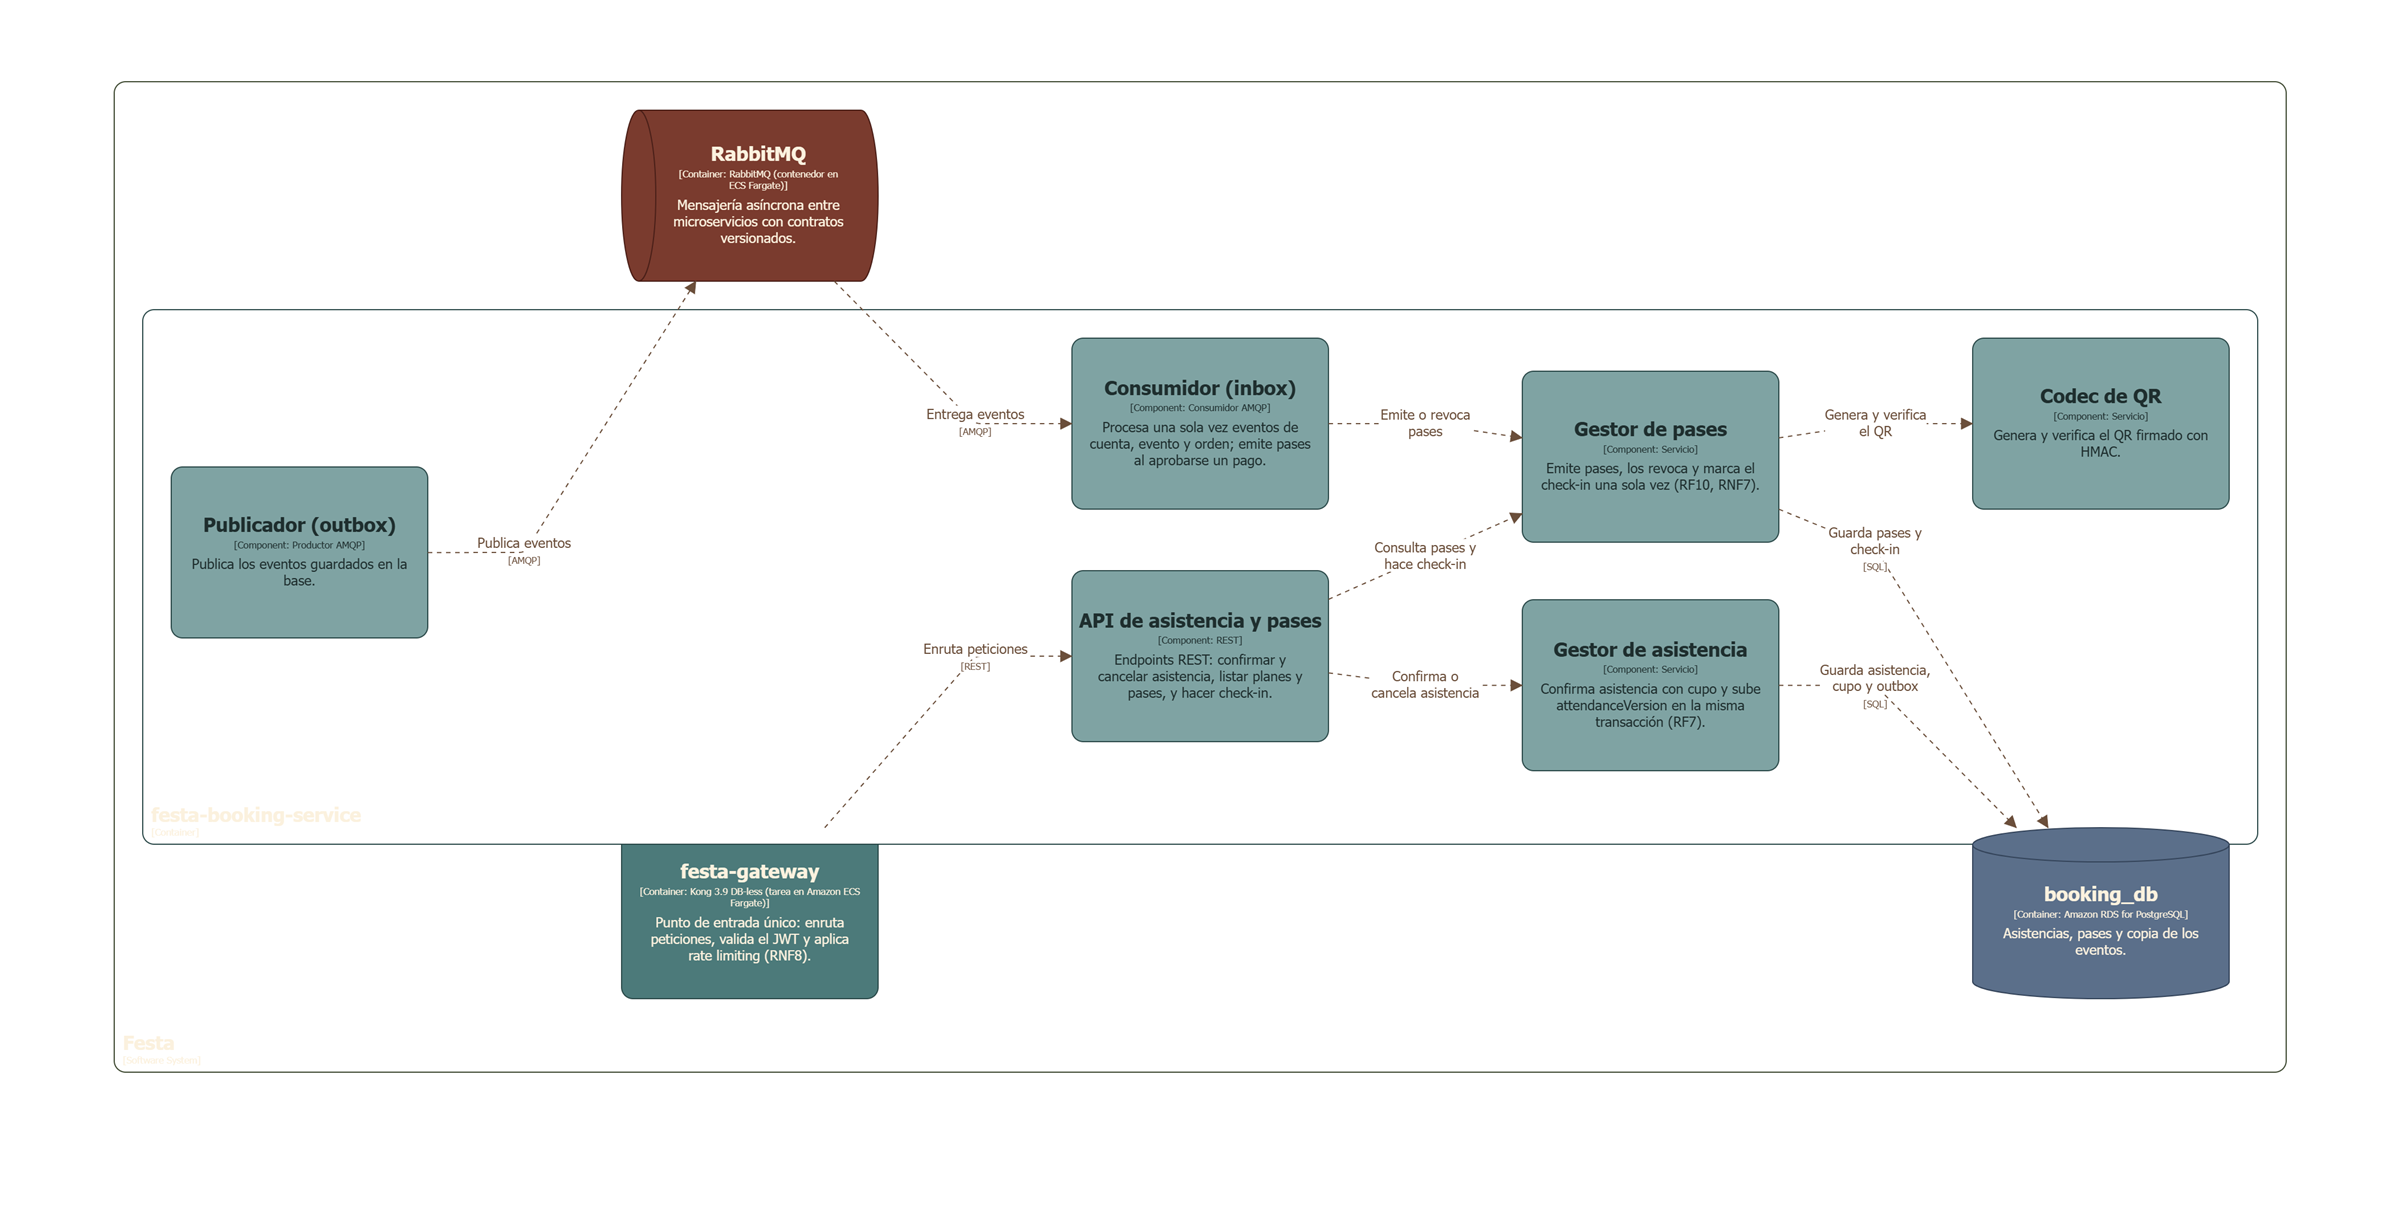 RabbitMQ
[Container: RabbitMQ (contenedor en
ECS Fargate)]
Mensajería asíncrona entre
microservicios con contratos
versionados.
Publicador (outbox)
[Component: Productor AMQP]
Publica los eventos guardados en la
base.
Publica eventos
[AMQP]
Entrega eventos
[AMQP]
Consumidor (inbox)
[Component: Consumidor AMQP]
Procesa una sola vez eventos de
cuenta, evento y orden; emite pases
al aprobarse un pago.
Emite o revoca
pases
Gestor de pases
[Component: Servicio]
Emite pases, los revoca y marca el
check-in una sola vez (RF10, RNF7).
Genera y verifica
el QR
Codec de QR
[Component: Servicio]
Genera y verifica el QR firmado con
HMAC.
Enruta peticiones
[REST]
API de asistencia y pases
[Component: REST]
Endpoints REST: confirmar y
cancelar asistencia, listar planes y
pases, y hacer check-in.
Consulta pases y
hace check-in
Confirma o
cancela asistencia
Gestor de asistencia
[Component: Servicio]
Confirma asistencia con cupo y sube
attendanceVersion en la misma
transacción (RF7).
Guarda pases y
check-in
[SQL]
Guarda asistencia,
cupo y outbox
[SQL]
festa-booking-service
[Container]
festa-gateway
[Container: Kong 3.9 DB-less (tarea en Amazon ECS
Fargate)]
Punto de entrada único: enruta
peticiones, valida el JWT y aplica
rate limiting (RNF8).
booking_db
[Container: Amazon RDS for PostgreSQL]
Asistencias, pases y copia de los
eventos.
Festa
[Software System]